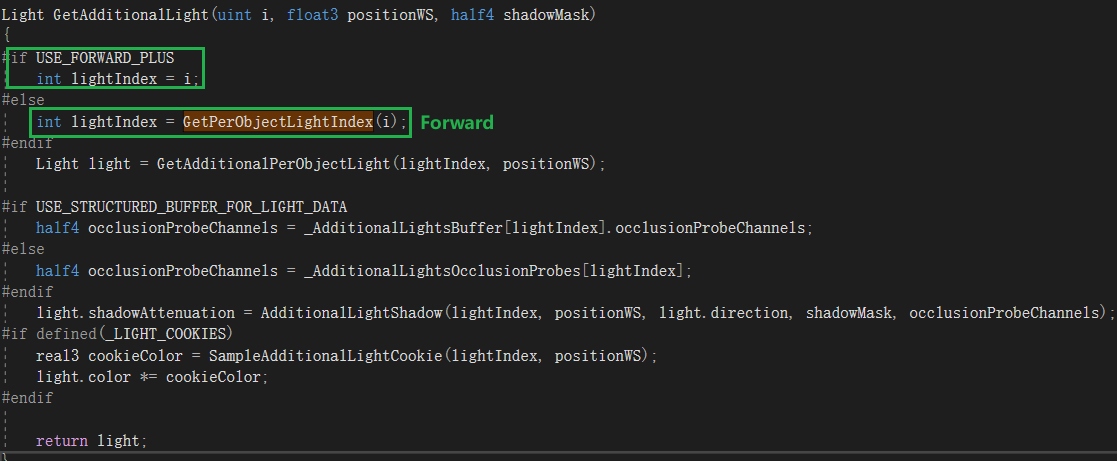 Light GetAdditionalLight(uint i, float3 positionWS, half4 shadowMask)
{
#if USE_FORWARD_PLUS
int lightIndex = i;
#else
int lightIndex = GetPerObjectLightIndex(i); Forward
#endif
Light light = GetAdditionalPerObjectLight(lightIndex, positionWS);
#if USE_STRUCTURED_BUFFER_FOR_LIGHT_DATA
half4 occlusionProbeChannels = _AdditionalLightsBuffer[lightIndex].occlusionProbeChannels;
#else
half4 occlusionProbeChannels = _AdditionalLightsOcclusionProbes[lightIndex];
#endif
light.shadowAttenuation = AdditionalLightShadow(lightIndex, positionWS, light.direction, shadowMask, occlusionProbeChannels);
#if defined(_LIGHT_COOKIES)
real3 cookieColor = SampleAdditionalLightCookie(lightIndex, positionWS);
light.color *= cookieColor;
#endif
return light;
}